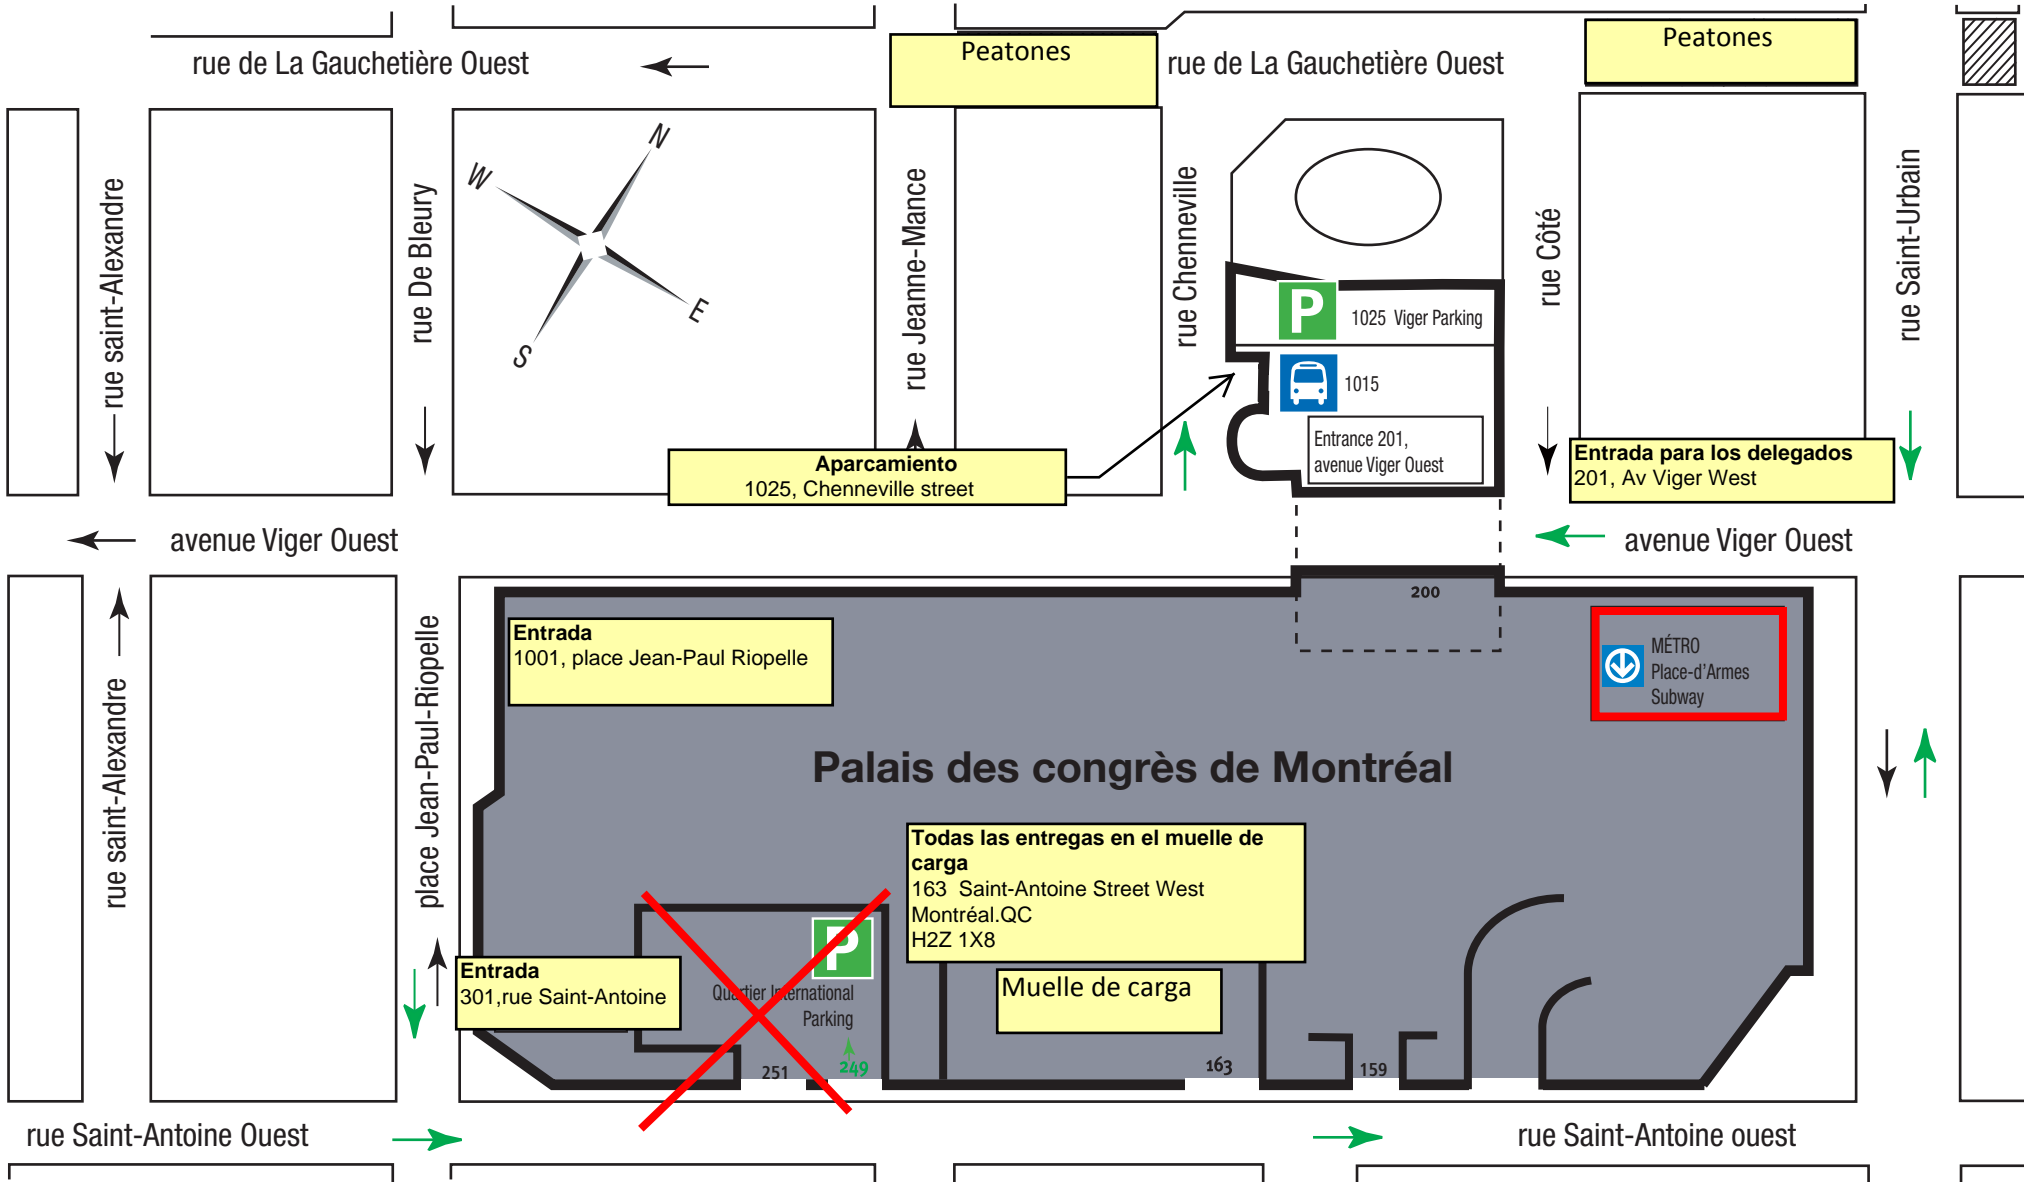 rue de La Gauchetière Ouest
Peatones
rue de La Gauchetière Ouest
Peatones
rue saint-Alexandre
rue De Bleury
N
W
E
S
rue Jeanne-Mance
rue Chenneville
P
1025 Viger Parking
1015
Entrance 201,
avenue Viger Ouest
rue Côté
rue Saint-Urbain
Aparcamiento
1025, Chenneville street
Entrada para los delegados
201, Av Viger West
avenue Viger Ouest
avenue Viger Ouest
rue saint-Alexandre
place Jean-Paul-Riopelle
Entrada
1001, place Jean-Paul Riopelle
200
MÉTRO
Place-d'Armes
Subway
Palais des congrès de Montréal
Todas las entregas en el muelle de
carga
163 Saint-Antoine Street West
Montréal.QC
H2Z 1X8
Muelle de carga
Entrada
301,rue Saint-Antoine
P
Quartier International
Parking
251
249
163
159
rue Saint-Antoine Ouest
rue Saint-Antoine ouest